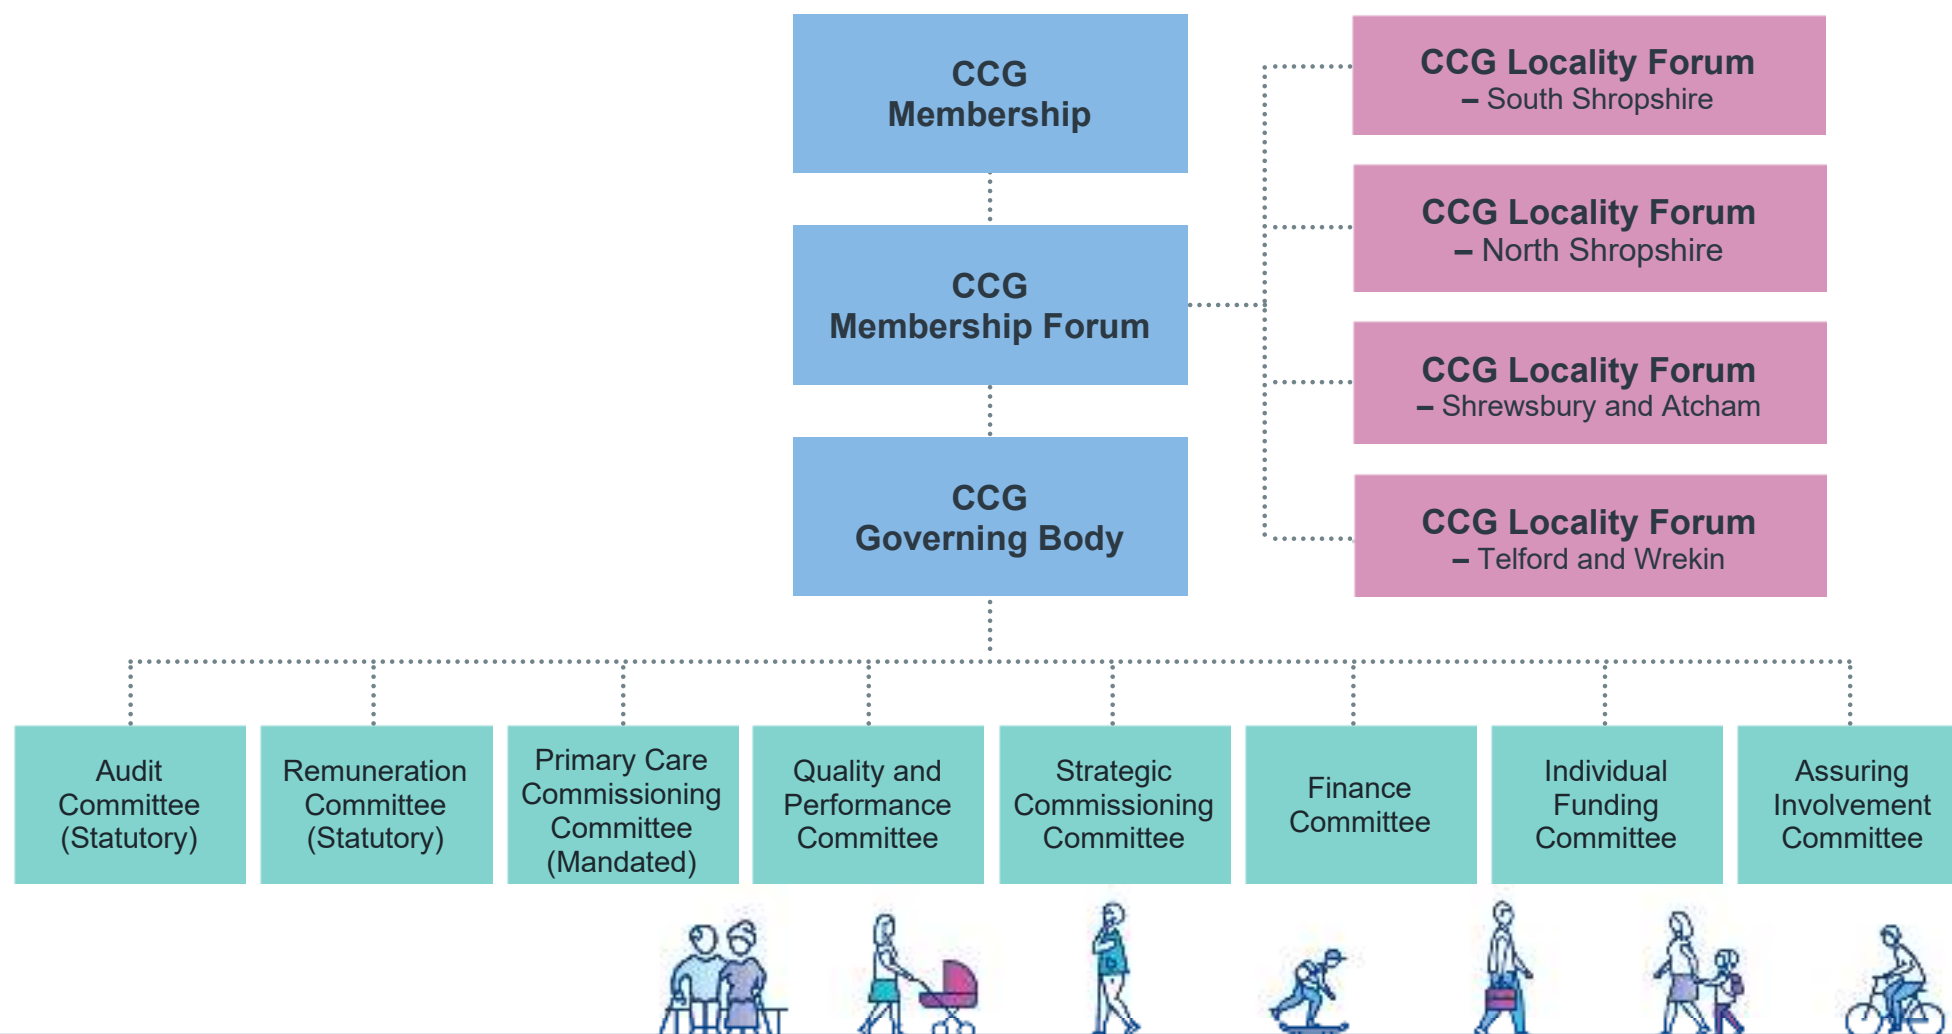 CCG
Membership
CCG
Membership Forum
CCG
Governing Body
CCG Locality Forum
– South Shropshire
CCG Locality Forum
– North Shropshire
CCG Locality Forum
– Shrewsbury and Atcham
CCG Locality Forum
– Telford and Wrekin
Audit
Committee
(Statutory)
Remuneration
Committee
(Statutory)
Primary Care
Commissioning
Committee
(Mandated)
Quality and
Performance
Committee
Strategic
Commissioning
Committee
Finance
Committee
Individual
Funding
Committee
Assuring
Involvement
Committee